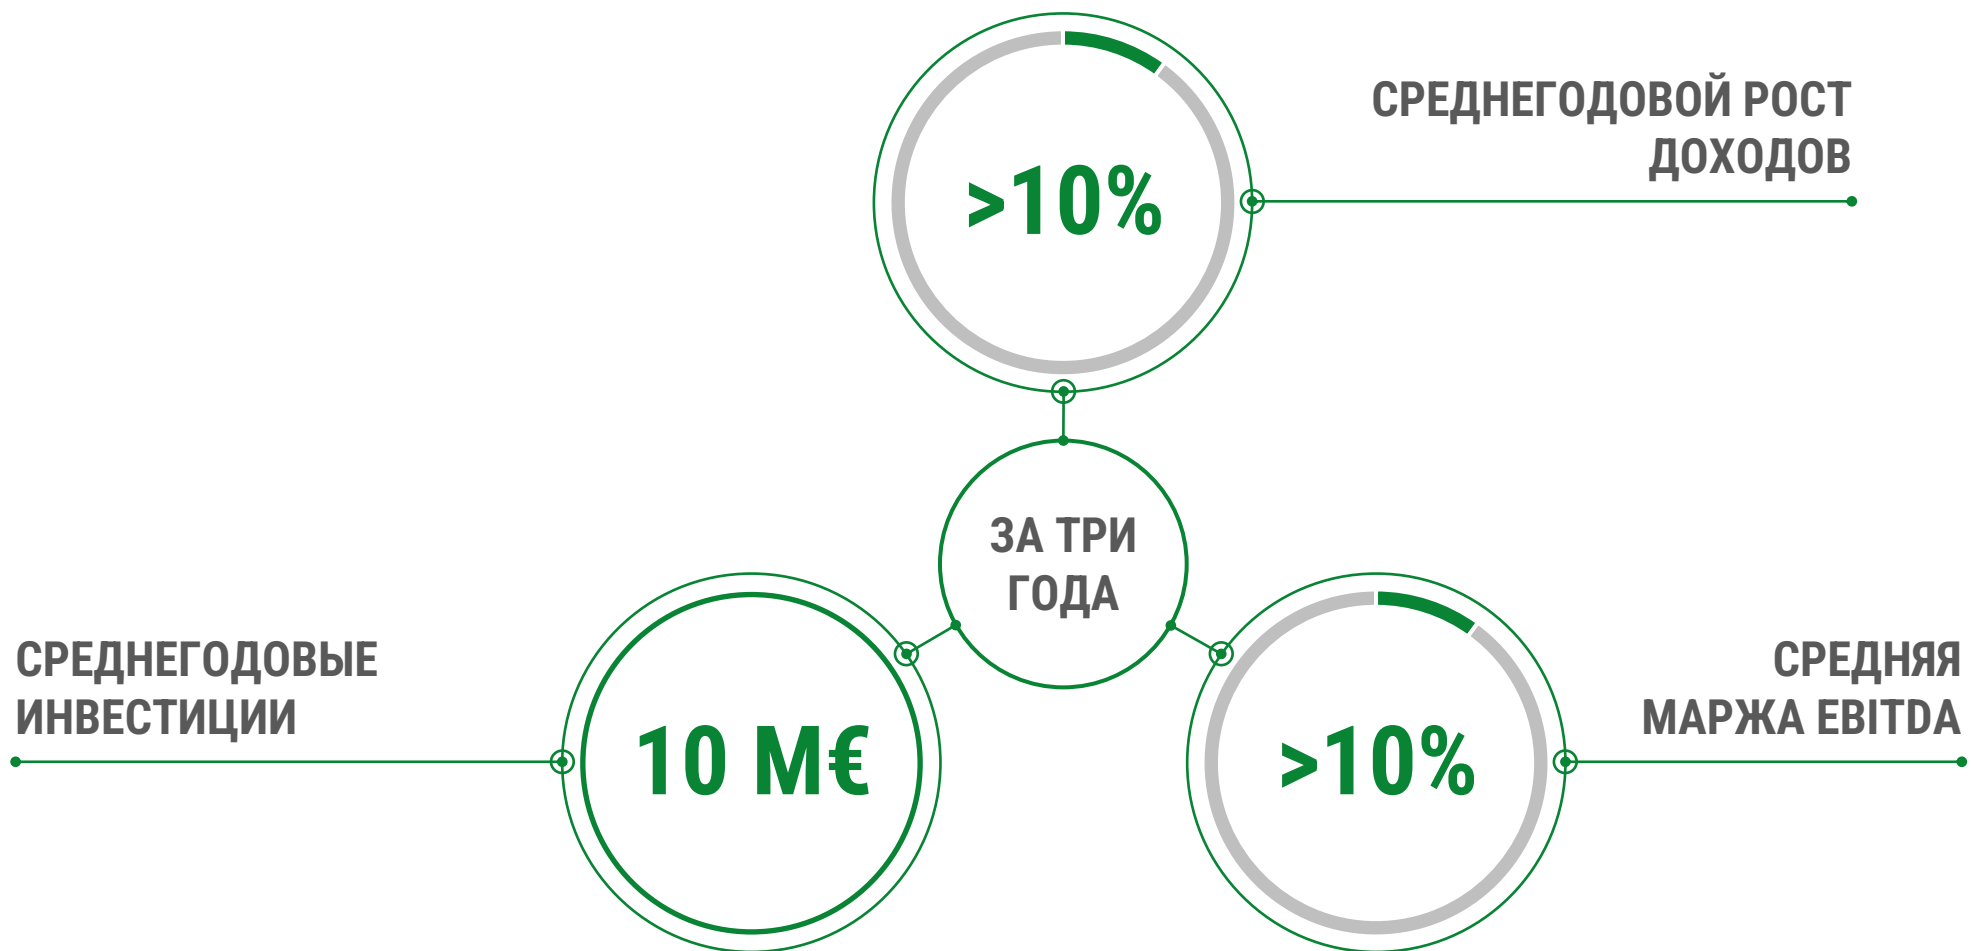 >10%
СРЕДНЕГОДОВОЙ РОСТ
ДОХОДОВ
ЗА ТРИ
ГОДА
СРЕДНЕГОДОВЫЕ
ИНВЕСТИЦИИ
10 М€
>10%
СРЕДНЯЯ
МАРЖА EBITDA